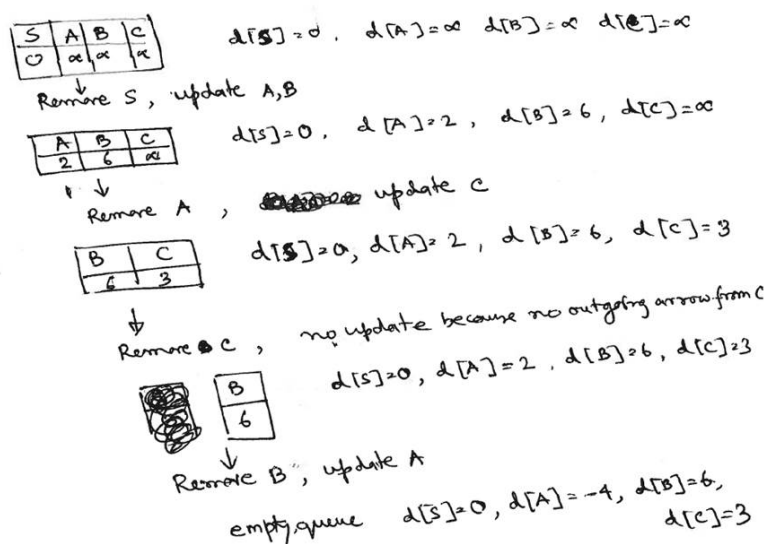 S A B C d[S]=0, d[A]=∞ d[B]=∞ d[C]=∞
0 ∞ ∞ ∞
Remove S, update A,B
A B C d[S]=0, d[A]=2, d[B]=6, d[C]=∞
2 6 ∞
Remove A, update C
B C d[S]=0, d[A]=2, d[B]=6, d[C]=3
6 3
Remove C, no update because no outgoing arrow from C
B d[S]=0, d[A]=2, d[B]=6, d[C]=3
6
Remove B, update A
empty queue d[S]=0, d[A]=-4, d[B]=6,
d[C]=3